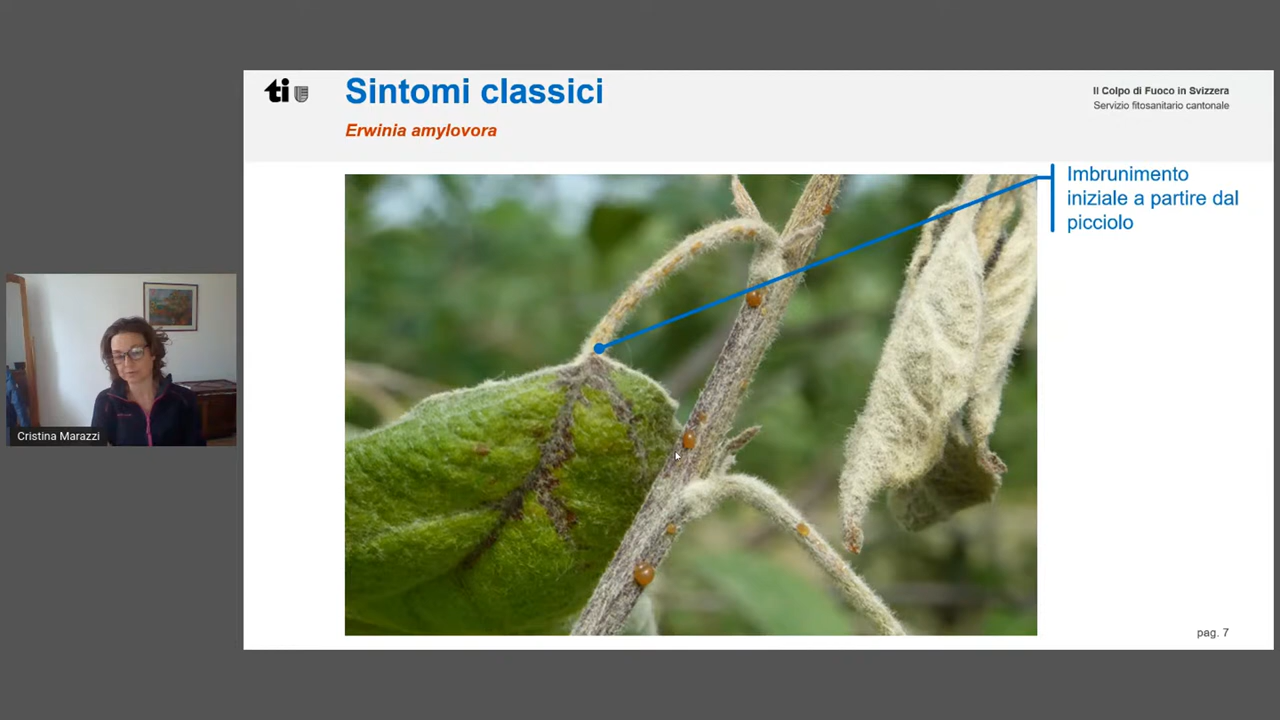 ti
Sintomi classici
Erwinia amylovora
Il Colpo di Fuoco in Svizzera
Servizio fitosanitario cantonale
Imbrunimento
iniziale a partire dal
picciolo
Cristina Marazzi
pag. 7